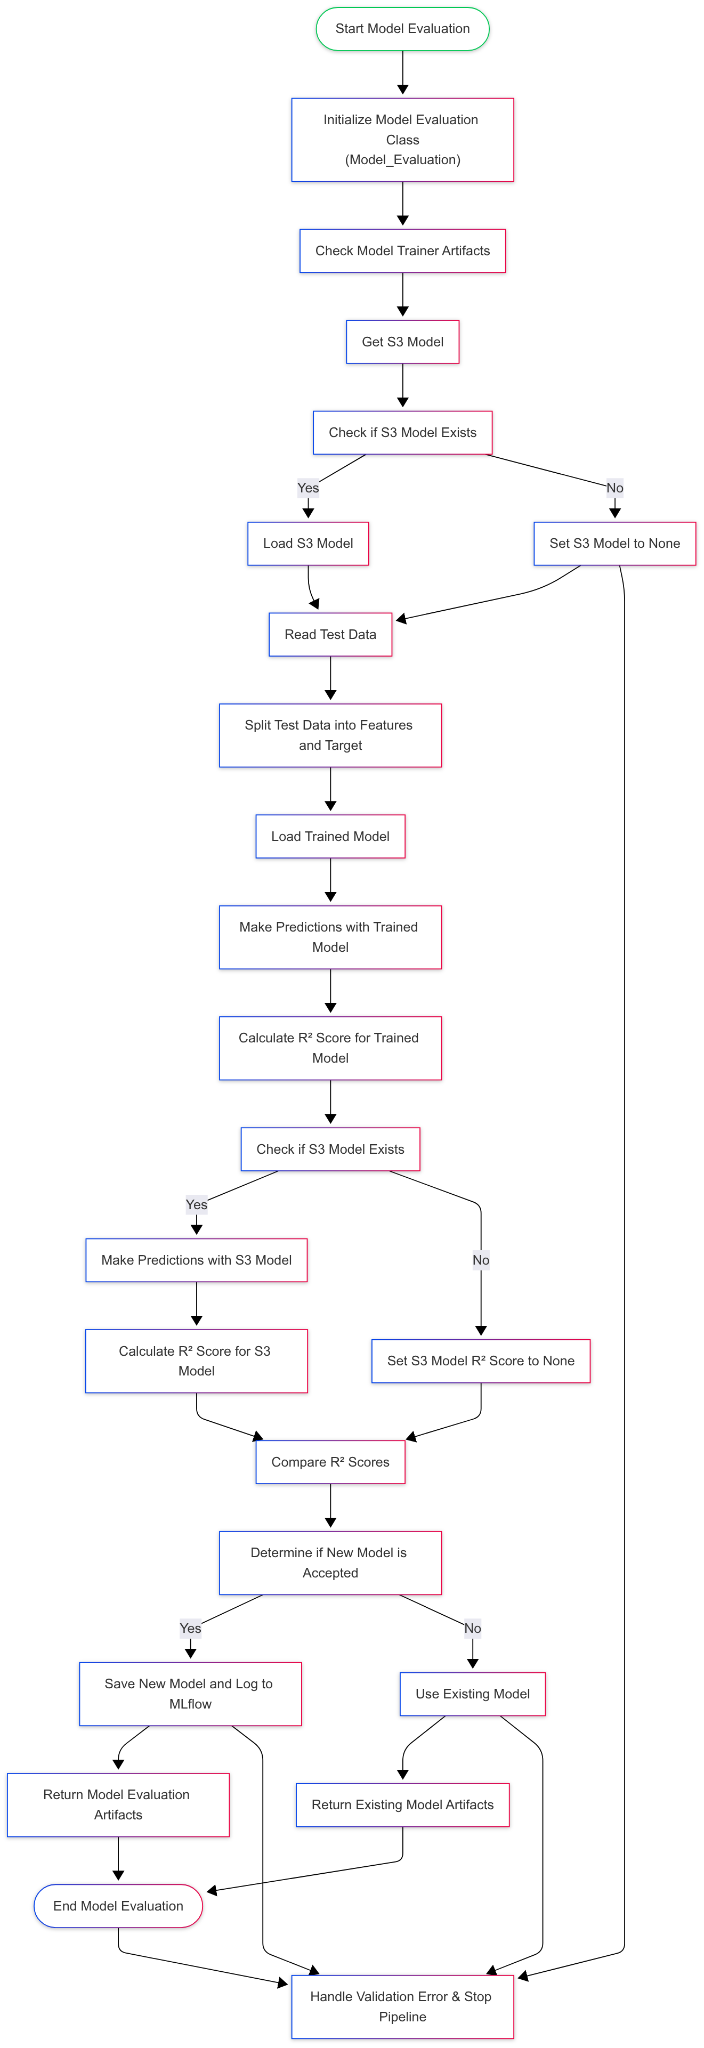 Start Model Evaluation
Initialize Model Evaluation
Class
(Model_Evaluation)
Check Model Trainer Artifacts
Get S3 Model
Check if S3 Model Exists
Yes
No
Load S3 Model
Set S3 Model to None
Read Test Data
Split Test Data into Features
and Target
Load Trained Model
Make Predictions with Trained
Model
Calculate R² Score for Trained
Model
Check if S3 Model Exists
Yes
No
Make Predictions with S3 Model
Calculate R² Score for S3
Model
Set S3 Model R² Score to None
Compare R² Scores
Determine if New Model is
Accepted
Yes
No
Save New Model and Log to
MLflow
Use Existing Model
Return Model Evaluation
Artifacts
Return Existing Model Artifacts
End Model Evaluation
Handle Validation Error & Stop
Pipeline